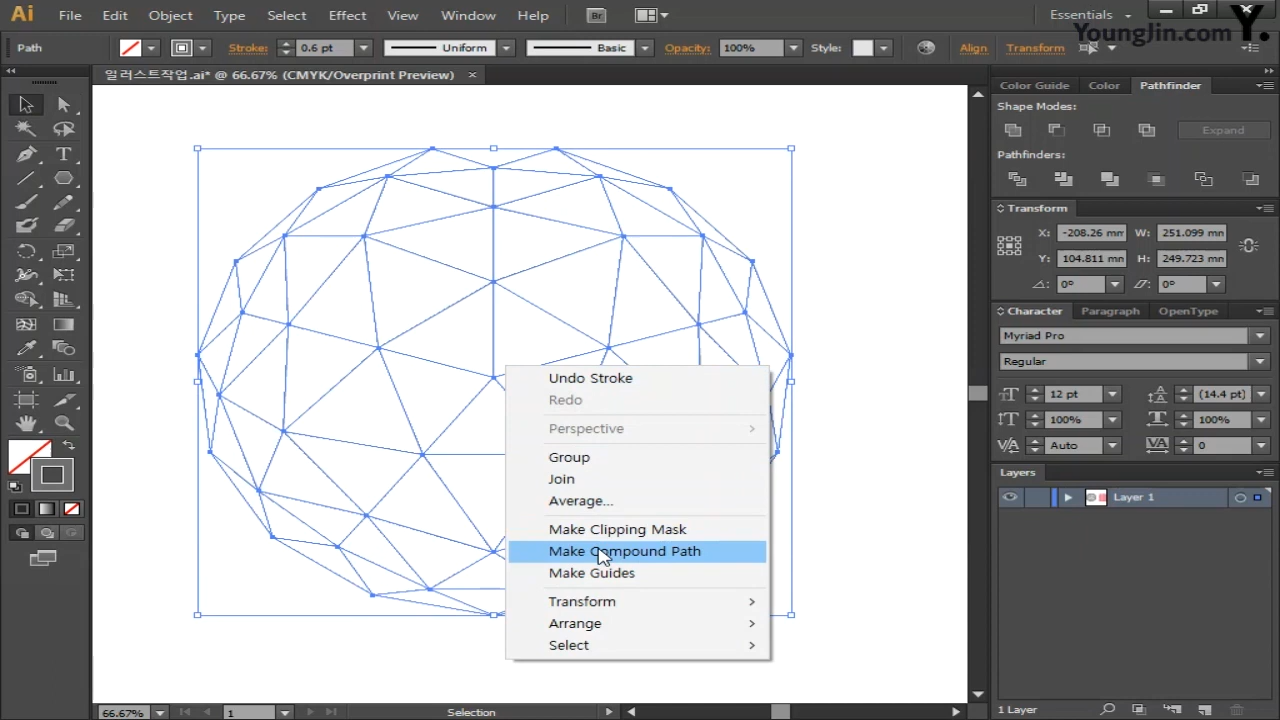 Ai File Edit Object Type Select Effect View Window Help Br Essentials
YoungJin.com Y.
Path Stroke: 0.6 pt Uniform Basic Opacity: 100% Style: Align Transform
일러스트작업.ai* @ 66.67% (CMYK/Overprint Preview) ×
Color Guide Color Pathfinder
Shape Modes:
Expand
Pathfinders:
Transform
X: -208.26 mm W: 251.099 mm
Y: 104.811 mm H: 249.723 mm
0° 0°
Character Paragraph OpenType
Myriad Pro
Regular
12 pt (14.4 pt)
100% 100%
Auto 0
Layers
Layer 1
Undo Stroke
Redo
Perspective
Group
Join
Average...
Make Clipping Mask
Make Compound Path
Make Guides
Transform
Arrange
Select
66.67% 1 Selection
1 Layer